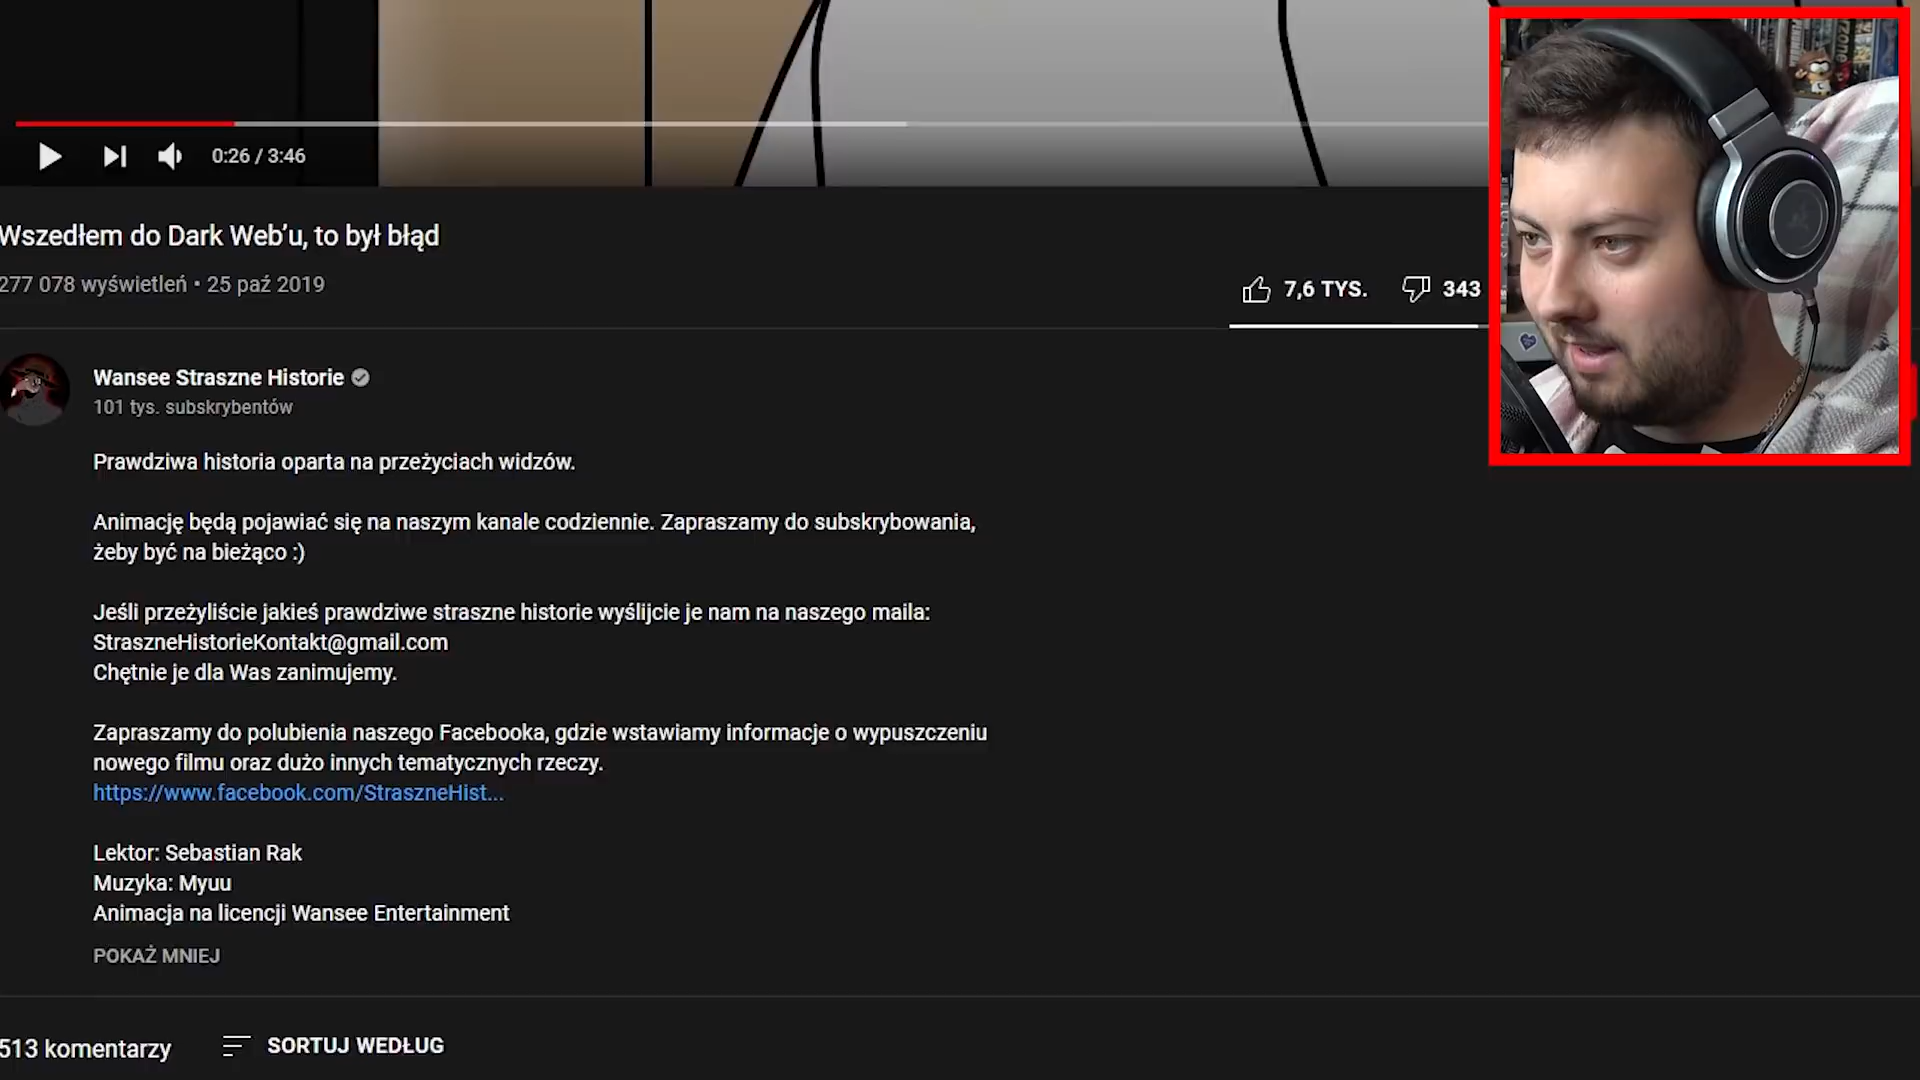 0:26 / 3:46
Wszedłem do Dark Web’u, to był błąd
277 078 wyświetleń • 25 paź 2019
7,6 TYS.
343
Wansee Straszne Historie
101 tys. subskrybentów
Prawdziwa historia oparta na przeżyciach widzów.
Animację będą pojawiać się na naszym kanale codziennie. Zapraszamy do subskrybowania,
żeby być na bieżąco :)
Jeśli przeżyliście jakieś prawdziwe straszne historie wyślijcie je nam na naszego maila:
StraszneHistorieKontakt@gmail.com
Chętnie je dla Was zanimujemy.
Zapraszamy do polubienia naszego Facebooka, gdzie wstawiamy informacje o wypuszczeniu
nowego filmu oraz dużo innych tematycznych rzeczy.
https://www.facebook.com/StraszneHist...
Lektor: Sebastian Rak
Muzyka: Myuu
Animacja na licencji Wansee Entertainment
POKAŻ MNIEJ
513 komentarzy
SORTUJ WEDŁUG